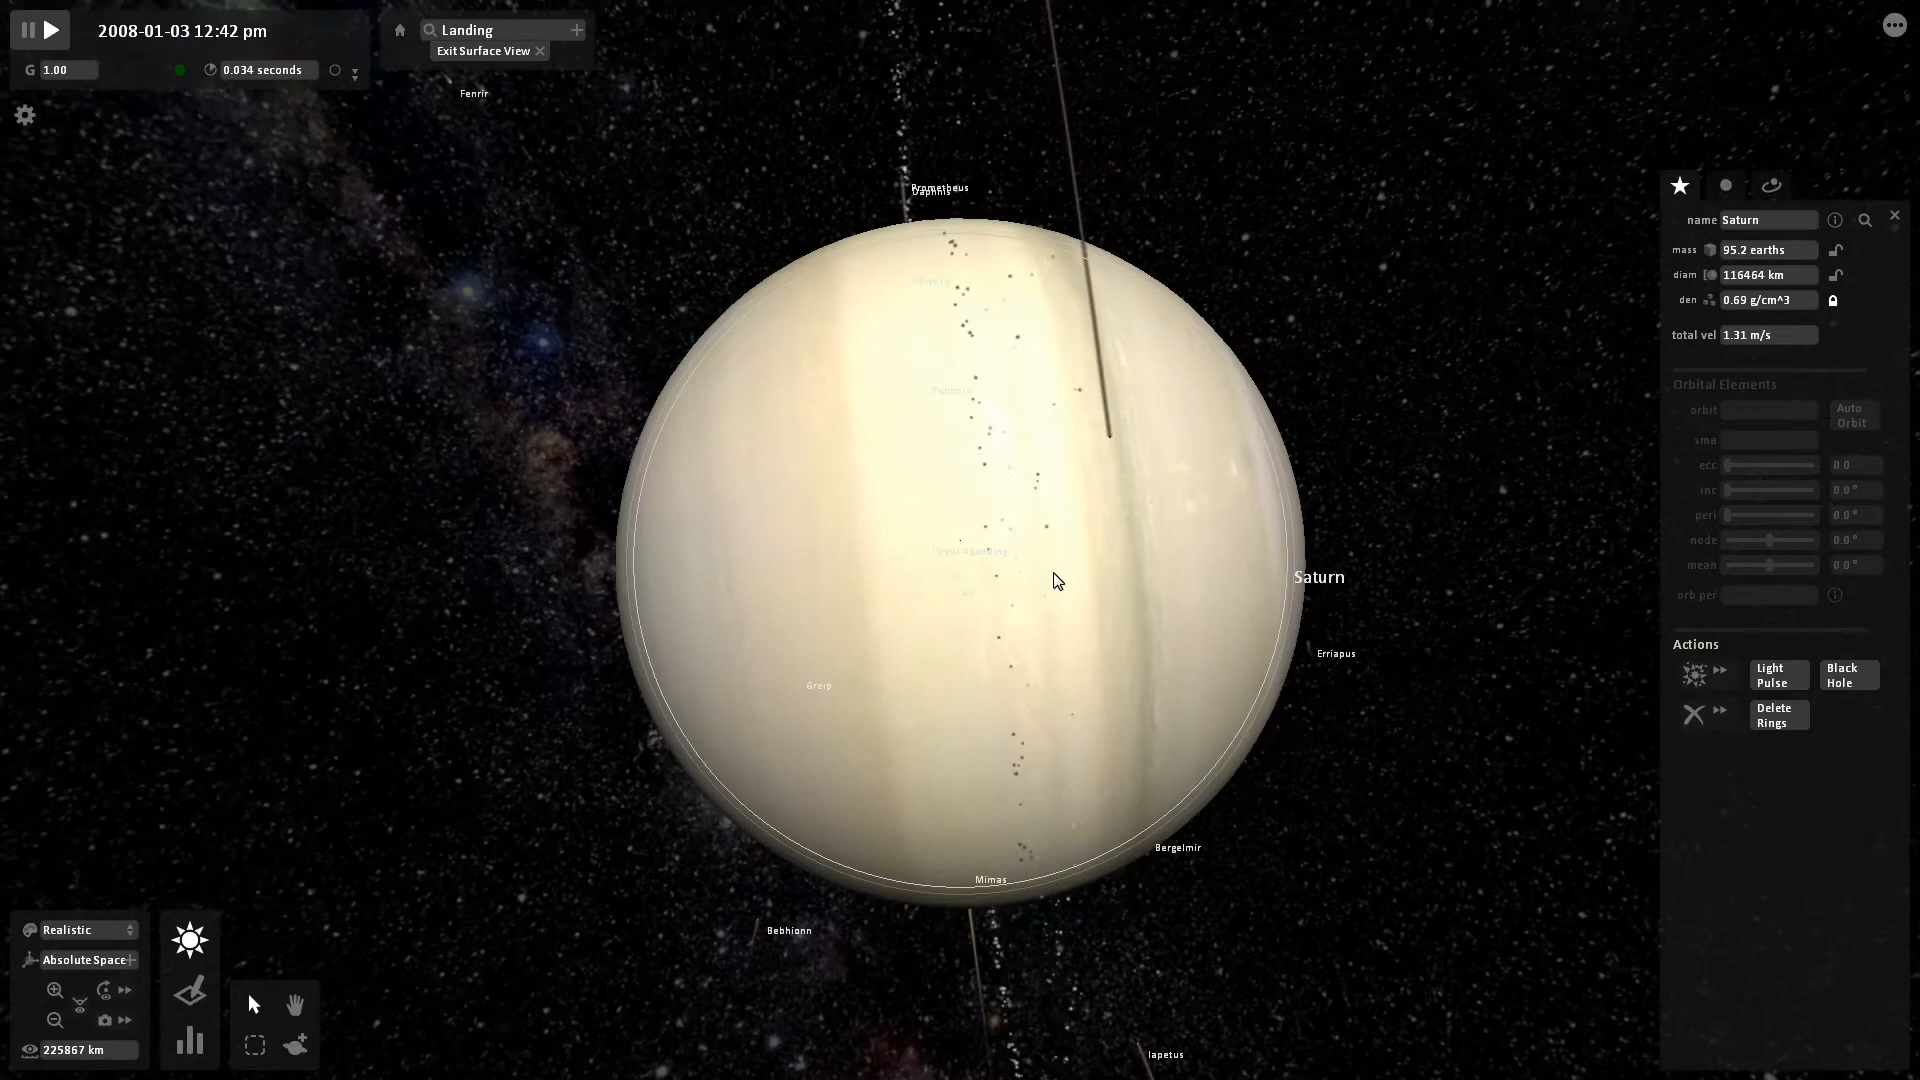 2008-01-03 12:42 pm
G 1.00
0.034 seconds
Landing
Exit Surface View
Fenrir
Prometheus
Daphnis
Greip
Saturn
Erriapus
Bergelmir
Mimas
Bebhionn
Iapetus
name Saturn
mass 95.2 earths
diam 116464 km
den 0.69 g/cm^3
total vel 1.31 m/s
Orbital Elements
orbit
Auto
Orbit
sma
ecc 0.0
inc 0.0°
peri 0.0°
node 0.0°
mean 0.0°
orb per
Actions
Light
Pulse
Black
Hole
Delete
Rings
Realistic
Absolute Space
225867 km